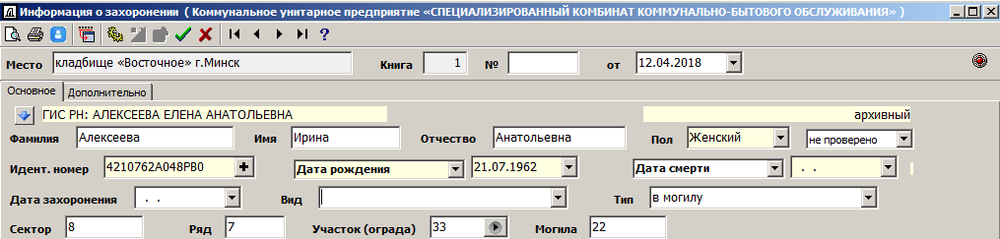 Информация о захоронении ( Коммунальное унитарное предприятие «СПЕЦИАЛИЗИРОВАННЫЙ КОМБИНАТ КОММУНАЛЬНО-БЫТОВОГО ОБСЛУЖИВАНИЯ» )
?
Место кладбище «Восточное» г.Минск Книга 1 № от 12.04.2018
Основное Дополнительно
ГИС РН: АЛЕКСЕЕВА ЕЛЕНА АНАТОЛЬЕВНА архивный
Фамилия Алексеева Имя Ирина Отчество Анатольевна Пол Женский не проверено
Идент. номер 4210762A048PB0 Дата рождения 21.07.1962 Дата смерти . .
Дата захоронения . . Вид Тип в могилу
Сектор 8 Ряд 7 Участок (ограда) 33 Могила 22